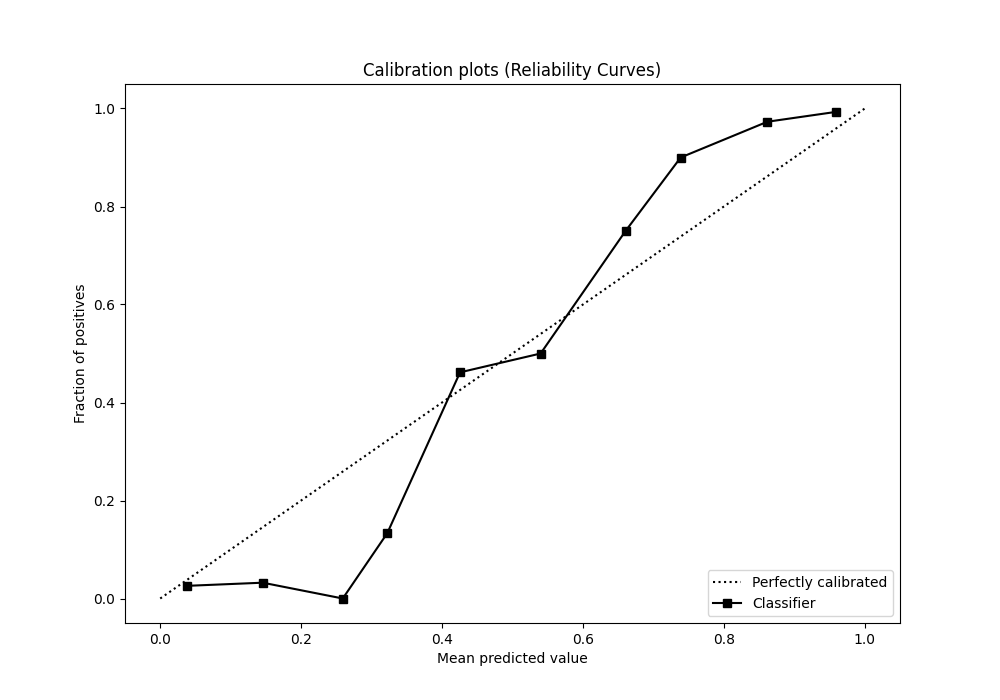 Calibration plots (Reliability Curves)
1.0
0.8
0.6
0.4
0.2
0.0
Fraction of positives
Perfectly calibrated
Classifier
0.0 0.2 0.4 0.6 0.8 1.0
Mean predicted value